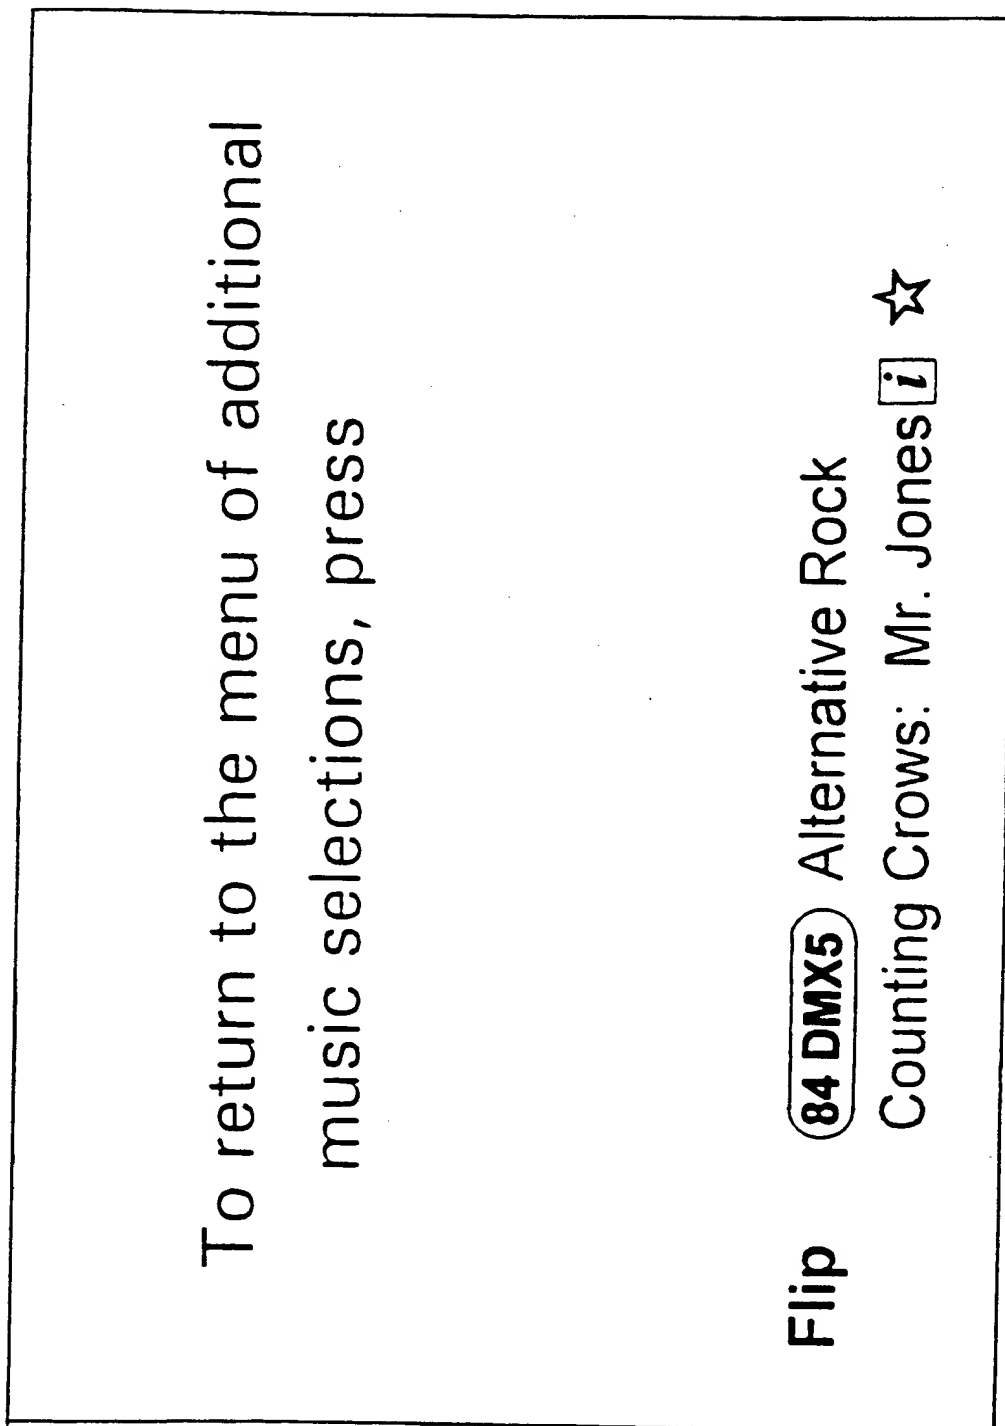 To return to the menu of additional
music selections, press
Flip 84 DMX5 Alternative Rock
Counting Crows: Mr. Jones i ☆